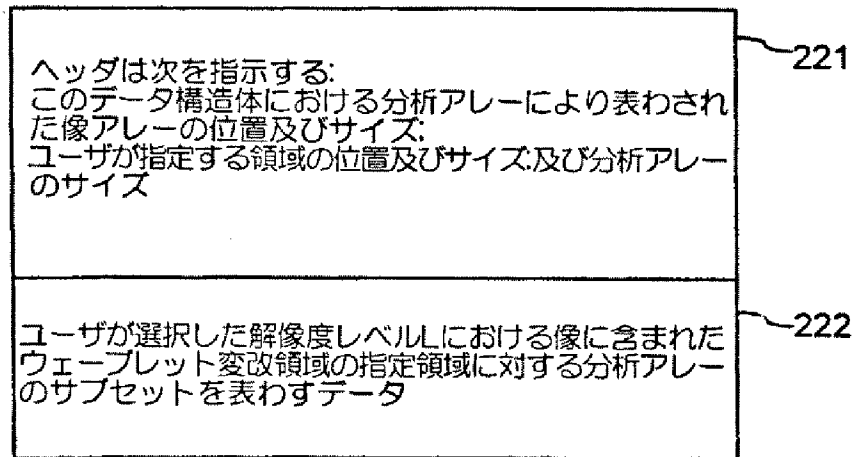 ヘッダは次を指示する:
このデータ構造体における分析アレーにより表わされ
た像アレーの位置及びサイズ:
ユーザが指定する領域の位置及びサイズ:及び分析アレー
のサイズ
221
ユーザが選択した解像度レベルLにおける像に含まれた
ウェーブレット変改領域の指定領域に対する分析アレー
のサブセットを表わすデータ
222